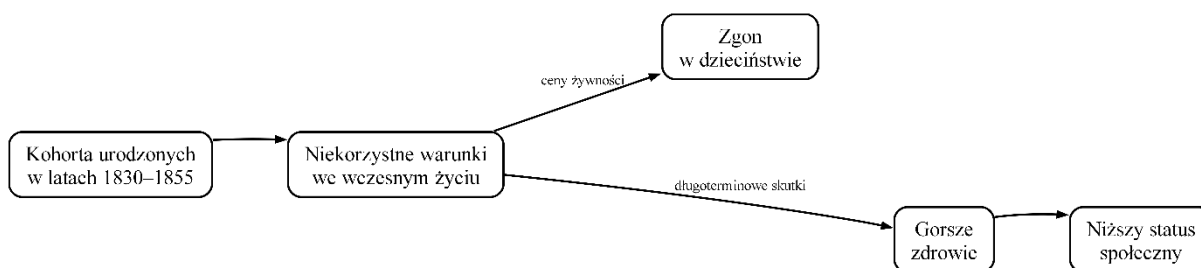 Kohorta urodzonych
w latach 1830–1855
Niekorzystne warunki
we wczesnym życiu
ceny żywności
Zgon
w dzieciństwie
długoterminowe skutki
Gorsze
zdrowie
Niższy status
społeczny